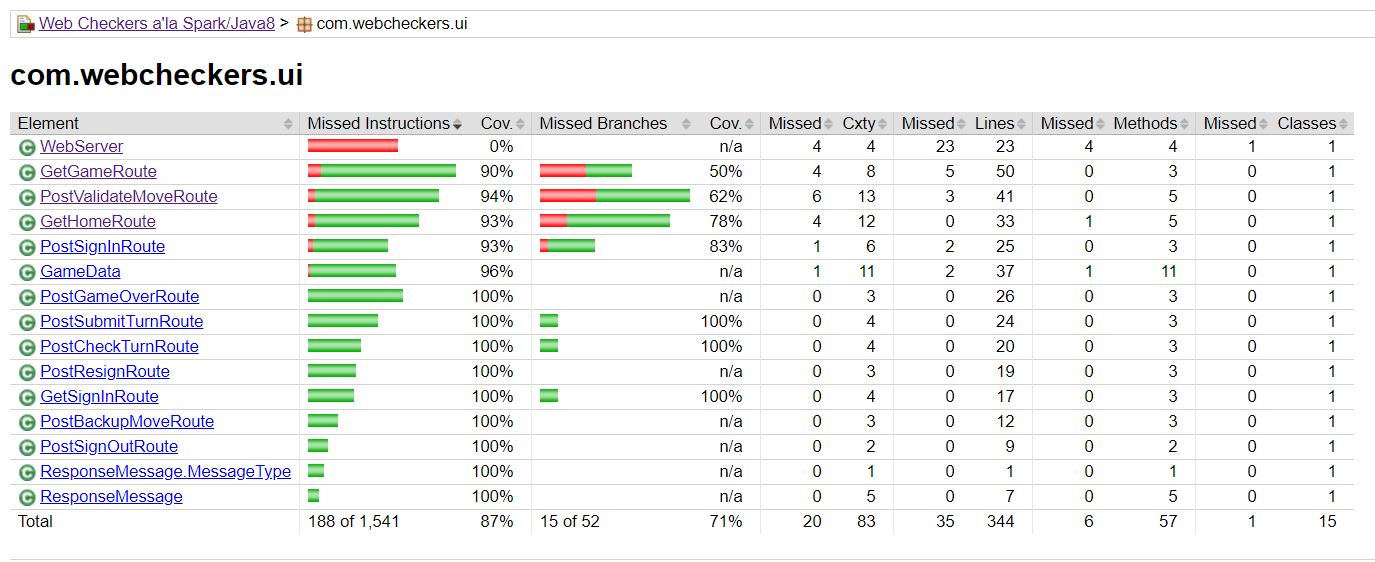 Web Checkers a'la Spark/Java8 > com.webcheckers.ui
com.webcheckers.ui
Element Missed Instructions Cov. Missed Branches Cov. Missed Cxty Missed Lines Missed Methods Missed Classes
WebServer 0% n/a 4 4 23 23 4 4 1 1
GetGameRoute 90% 50% 4 8 5 50 0 3 0 1
PostValidateMoveRoute 94% 62% 6 13 3 41 0 5 0 1
GetHomeRoute 93% 78% 4 12 0 33 1 5 0 1
PostSignInRoute 93% 83% 1 6 2 25 0 3 0 1
GameData 96% n/a 1 11 2 37 1 11 0 1
PostGameOverRoute 100% n/a 0 3 0 26 0 3 0 1
PostSubmitTurnRoute 100% 100% 0 4 0 24 0 3 0 1
PostCheckTurnRoute 100% 100% 0 4 0 20 0 3 0 1
PostResignRoute 100% n/a 0 3 0 19 0 3 0 1
GetSignInRoute 100% 100% 0 4 0 17 0 3 0 1
PostBackupMoveRoute 100% n/a 0 3 0 12 0 3 0 1
PostSignOutRoute 100% n/a 0 2 0 9 0 2 0 1
ResponseMessage.MessageType 100% n/a 0 1 0 1 0 1 0 1
ResponseMessage 100% n/a 0 5 0 7 0 5 0 1
Total 188 of 1,541 87% 15 of 52 71% 20 83 35 344 6 57 1 15